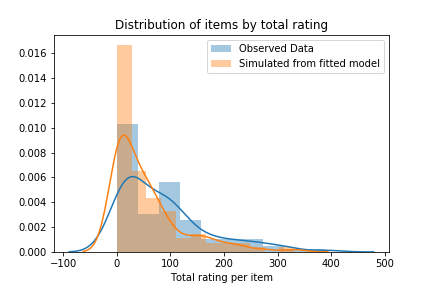 Distribution of items by total rating
Observed Data
Simulated from fitted model
0.016
0.014
0.012
0.010
0.008
0.006
0.004
0.002
0.000
−100 0 100 200 300 400 500
Total rating per item